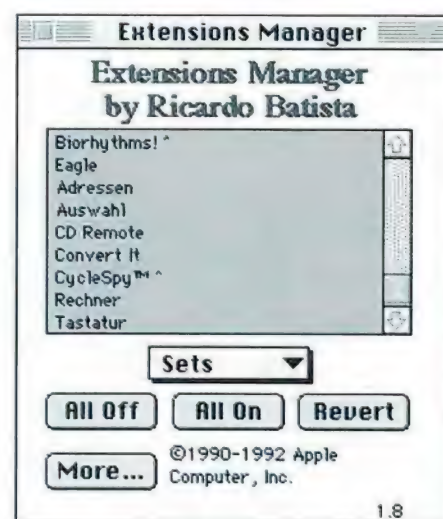 Extensions Manager
Extensions Manager
by Ricardo Batista
Biorhythms! ^
Eagle
Adressen
Auswahl
CD Remote
Convert It
CycleSpy™ ^
Rechner
Tastatur
Sets
All Off All On Revert
More...
©1990-1992 Apple
Computer, Inc.
1.8